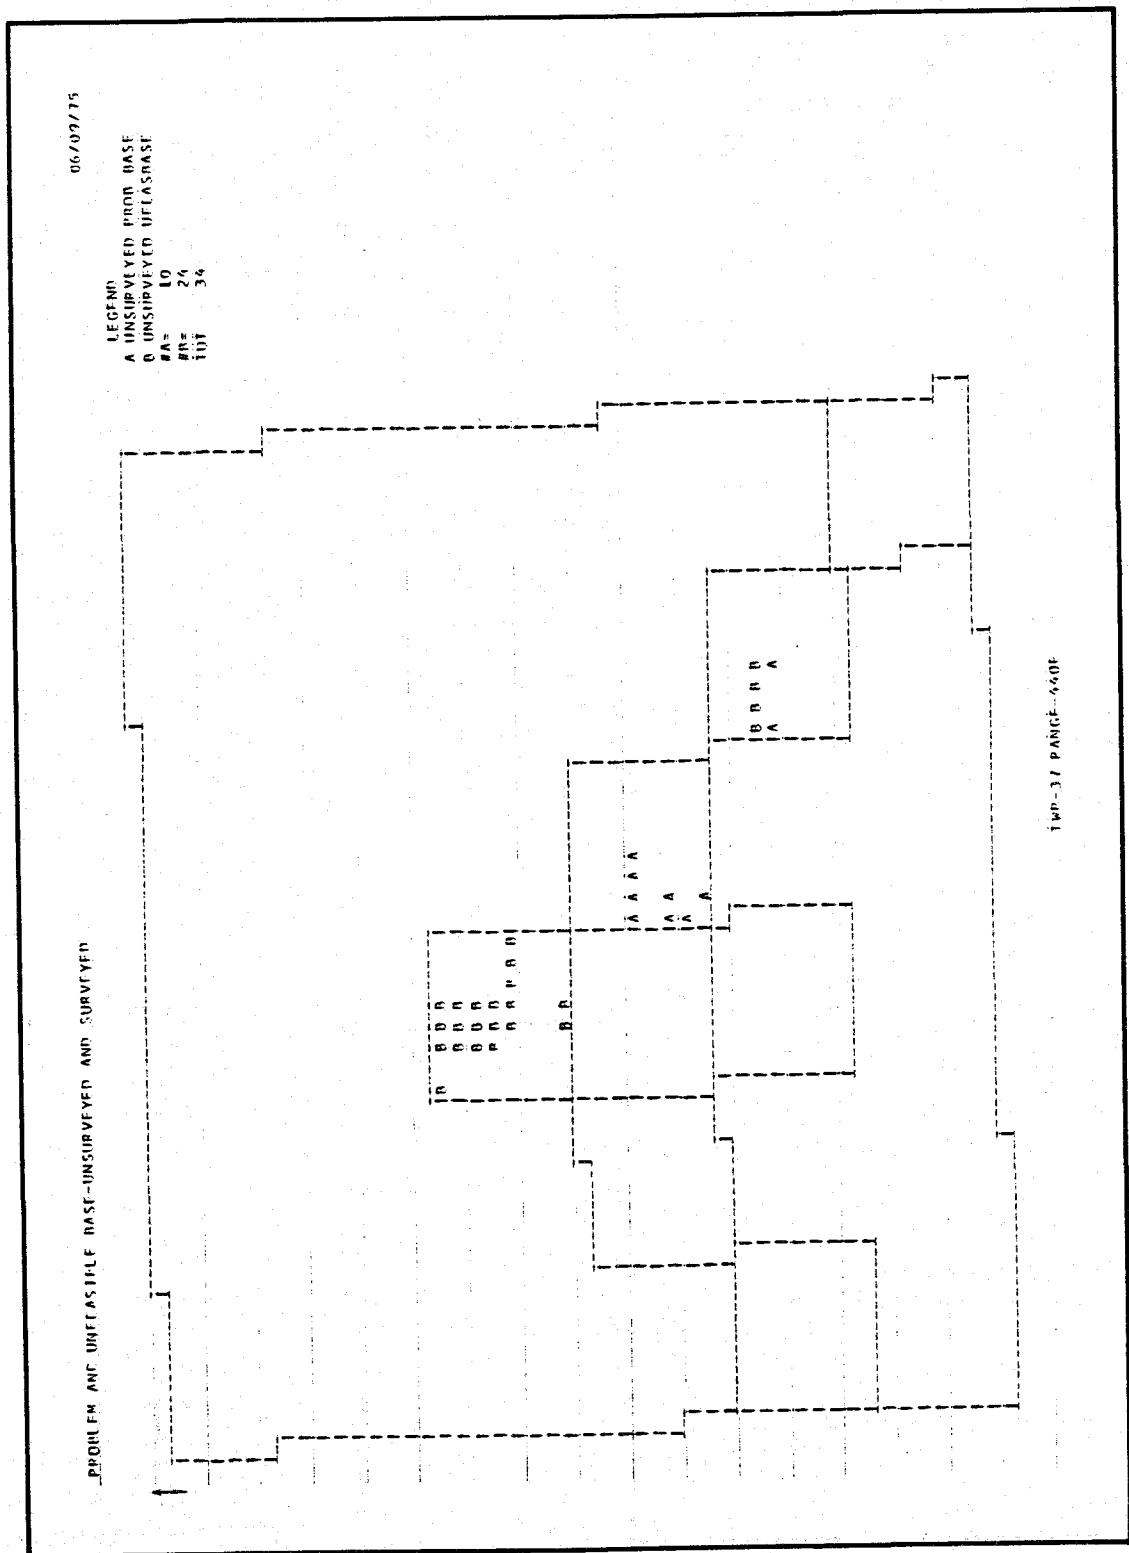 06/09/75
PROBLEM AND UNFEASIBLE BASE-UNSURVEYED AND SURVEYED
LEGEND
A UNSURVEYED PROB BASE
B UNSURVEYED UFEASBASE
#A= 10
#B= 24
TOT 34
B B B B
B B B
B B B
B B B
B B B B B
B B
A A A A
A A
A
A
B B B B
A A
TWP-37 RANGE-440E